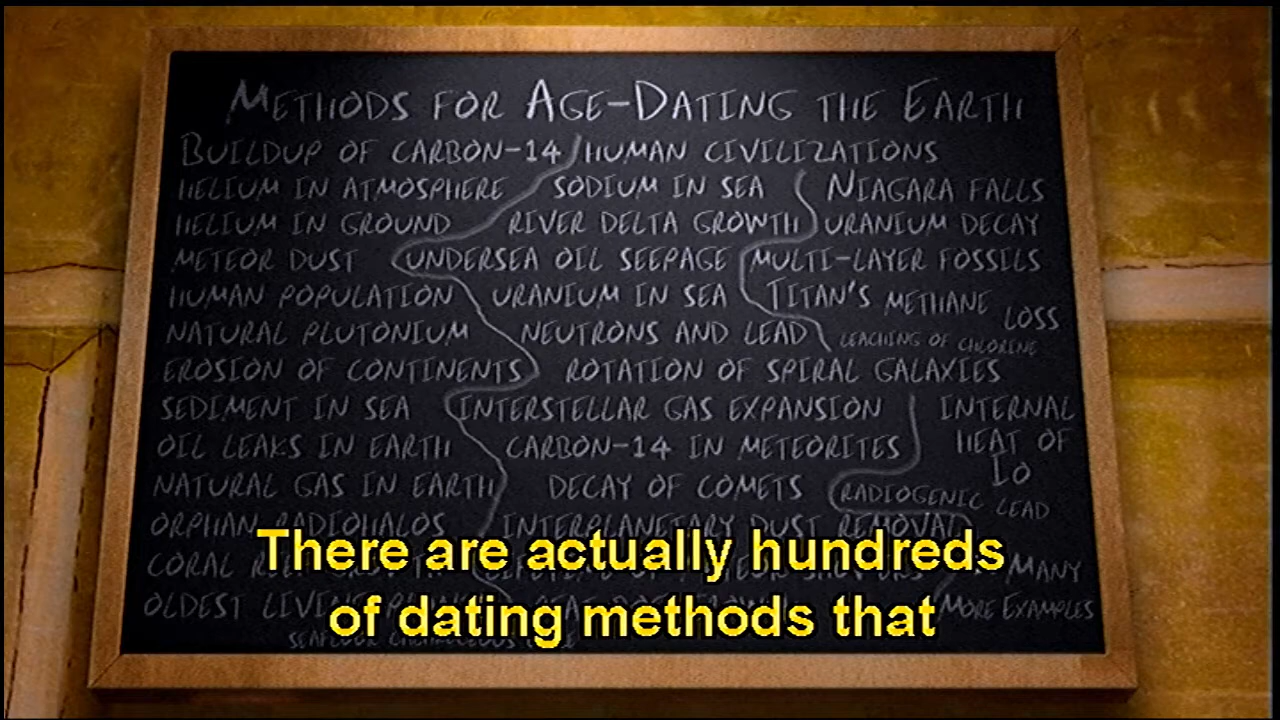 METHODS FOR AGE-DATING THE EARTH
BUILDUP OF CARBON-14 HUMAN CIVILIZATIONS
HELIUM IN ATMOSPHERE SODIUM IN SEA NIAGARA FALLS
HELIUM IN GROUND RIVER DELTA GROWTH URANIUM DECAY
METEOR DUST UNDERSEA OIL SEEPAGE MULTI-LAYER FOSSILS
HUMAN POPULATION URANIUM IN SEA TITAN'S METHANE LOSS
NATURAL PLUTONIUM NEUTRONS AND LEAD LEACHING OF CHLORINE
EROSION OF CONTINENTS ROTATION OF SPIRAL GALAXIES
SEDIMENT IN SEA INTERSTELLAR GAS EXPANSION INTERNAL
OIL LEAKS IN EARTH CARBON-14 IN METEORITES HEAT OF
IO
NATURAL GAS IN EARTH DECAY OF COMETS RADIOGENIC LEAD
ORPHAN RADIOHALOS INTERPLANETARY DUST REMOVAL
There are actually hundreds
CORAL MANY
of dating methods that
OLDEST MORE EXAMPLES